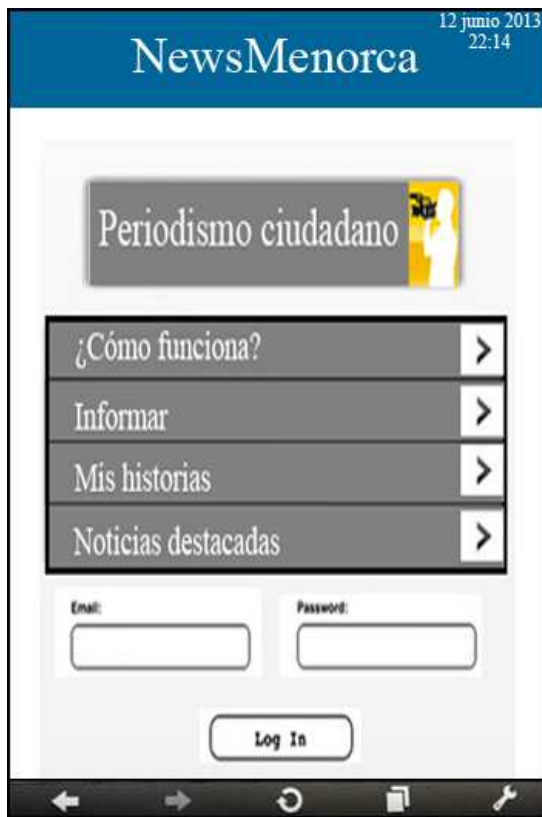 12 junio 2013
22:14
NewsMenorca
Periodismo ciudadano
¿Cómo funciona?
Informar
Mis historias
Noticias destacadas
Email:
Password:
Log In